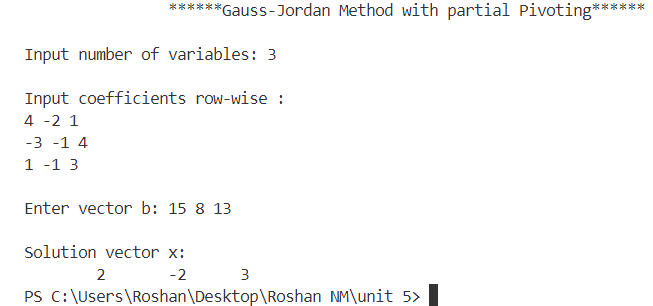 ******Gauss-Jordan Method with partial Pivoting******
Input number of variables: 3
Input coefficients row-wise :
4 -2 1
-3 -1 4
1 -1 3
Enter vector b: 15 8 13
Solution vector x:
2 -2 3
PS C:\Users\Roshan\Desktop\Roshan NM\unit 5>